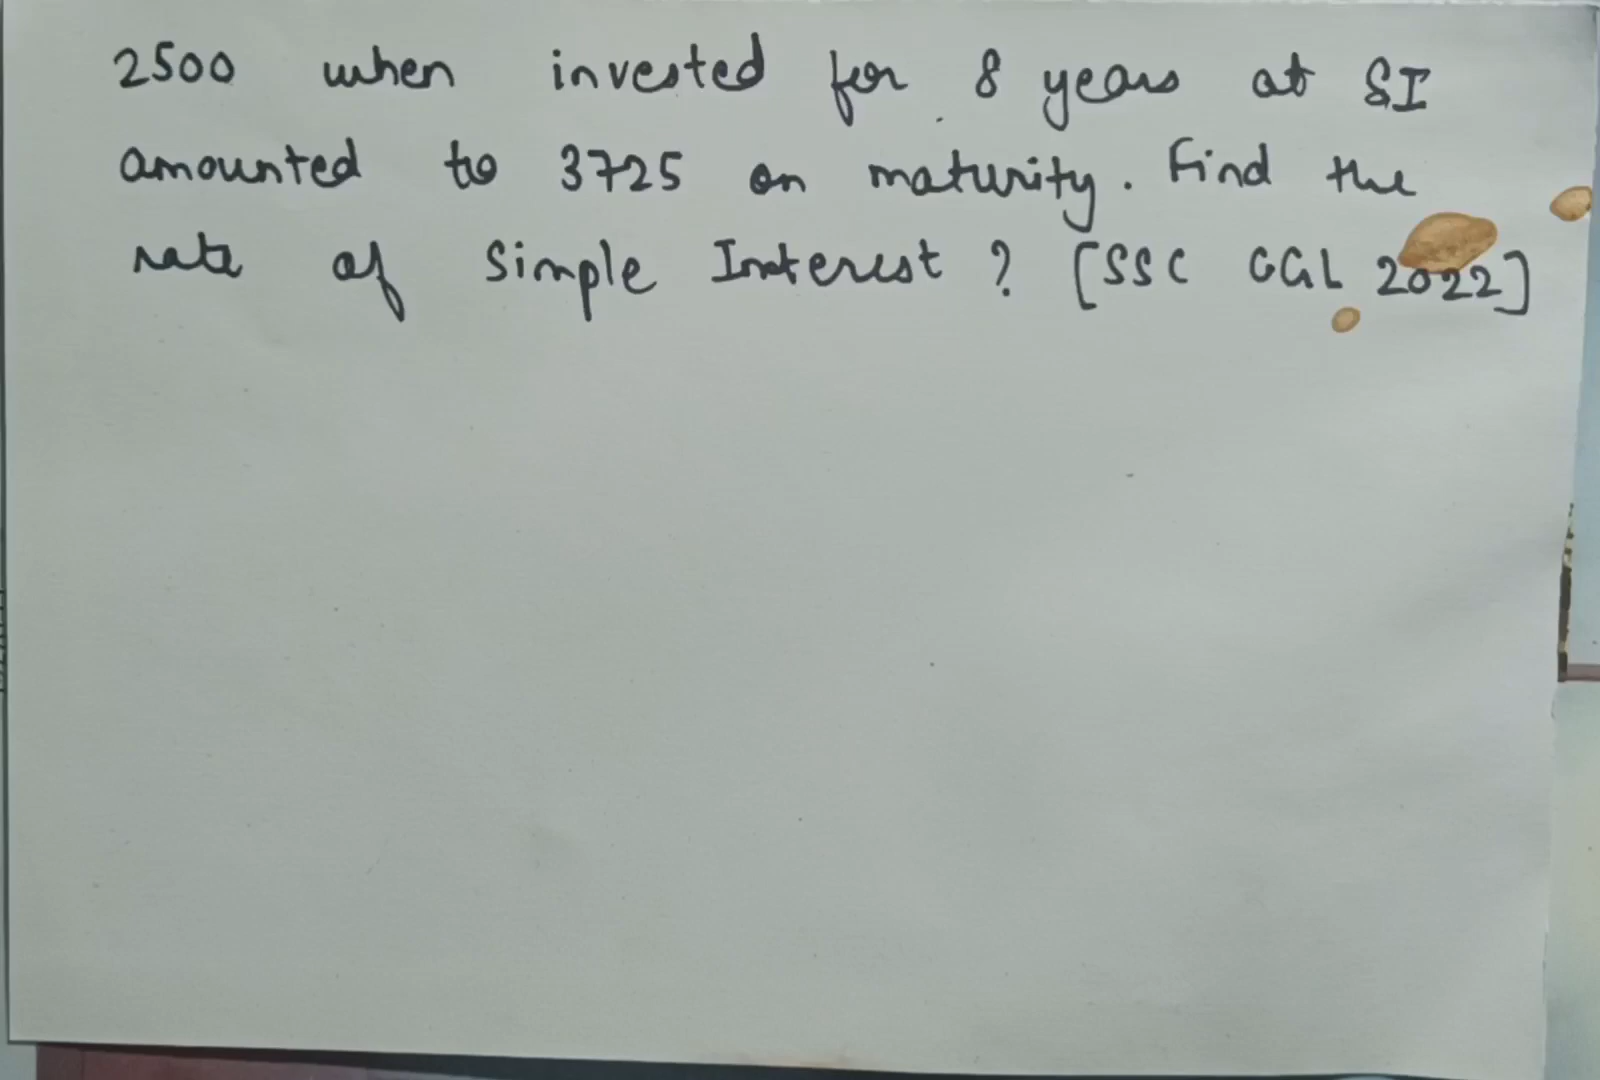 2500 when invested for 8 years at SI
amounted to 3725 on maturity. Find the
rate of Simple Interest ? [SSC CGL 2022]